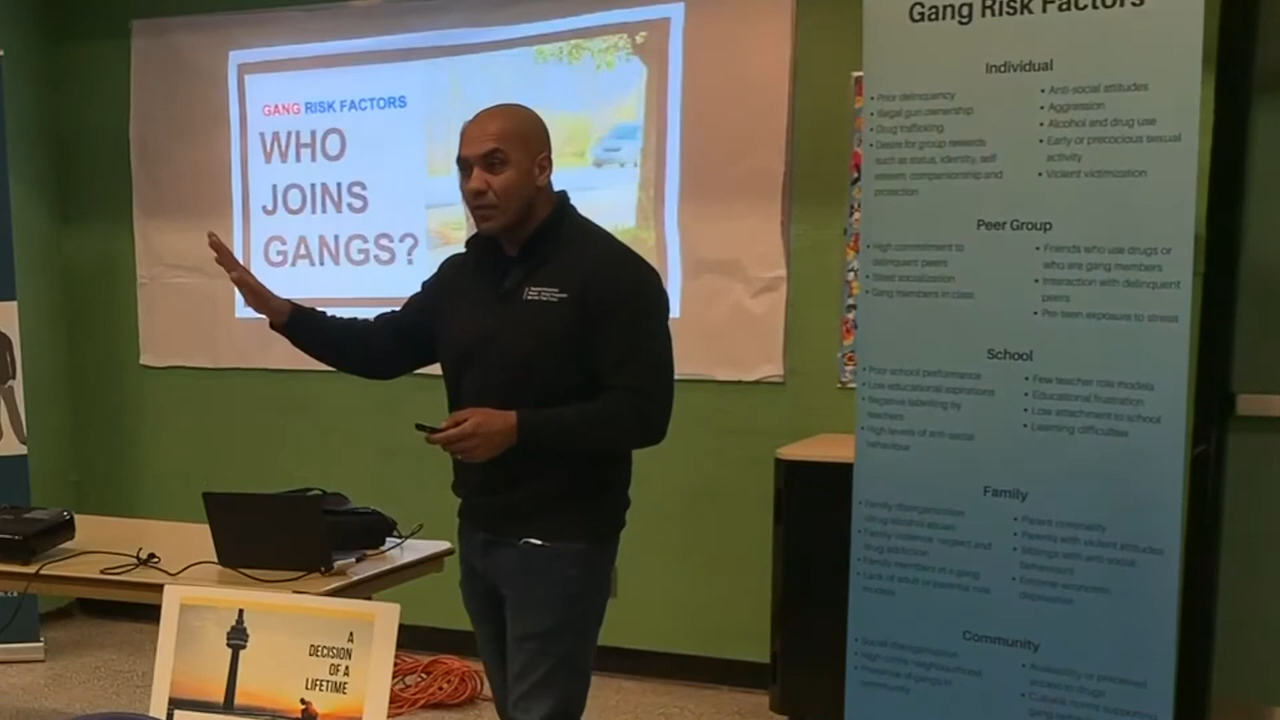 GANG RISK FACTORS
WHO
JOINS
GANGS?
A
DECISION
OF A
LIFETIME
Gang Risk Factors
Individual
• Prior delinquency
• Illegal gun ownership
• Drug trafficking
• Desire for group rewards
such as status, identity, self
esteem, companionship and
protection
• Anti-social attitudes
• Aggression
• Alcohol and drug use
• Early or precocious sexual
activity
• Violent victimization
Peer Group
• High commitment to
delinquent peers
• Street socialization
• Gang members in class
• Friends who use drugs or
who are gang members
• Interaction with delinquent
peers
• Pre-teen exposure to stress
School
• Poor school performance
• Low educational aspirations
• Negative labelling by
teachers
• High levels of anti-social
behaviour
• Few teacher role models
• Educational frustration
• Low attachment to school
• Learning difficulties
Family
• Family disorganization
• Family violence, neglect and
drug addiction
• Family members in a gang
• Lack of adult or parental role
models
• Parent criminality
• Parents with violent attitudes
• Siblings with anti-social
behaviours
• Extreme economic
deprivation
Community
• Social disorganization
• High crime neighbourhood
• Presence of gangs in
community
• Availability or perceived
access to drugs
• Cultural norms supporting